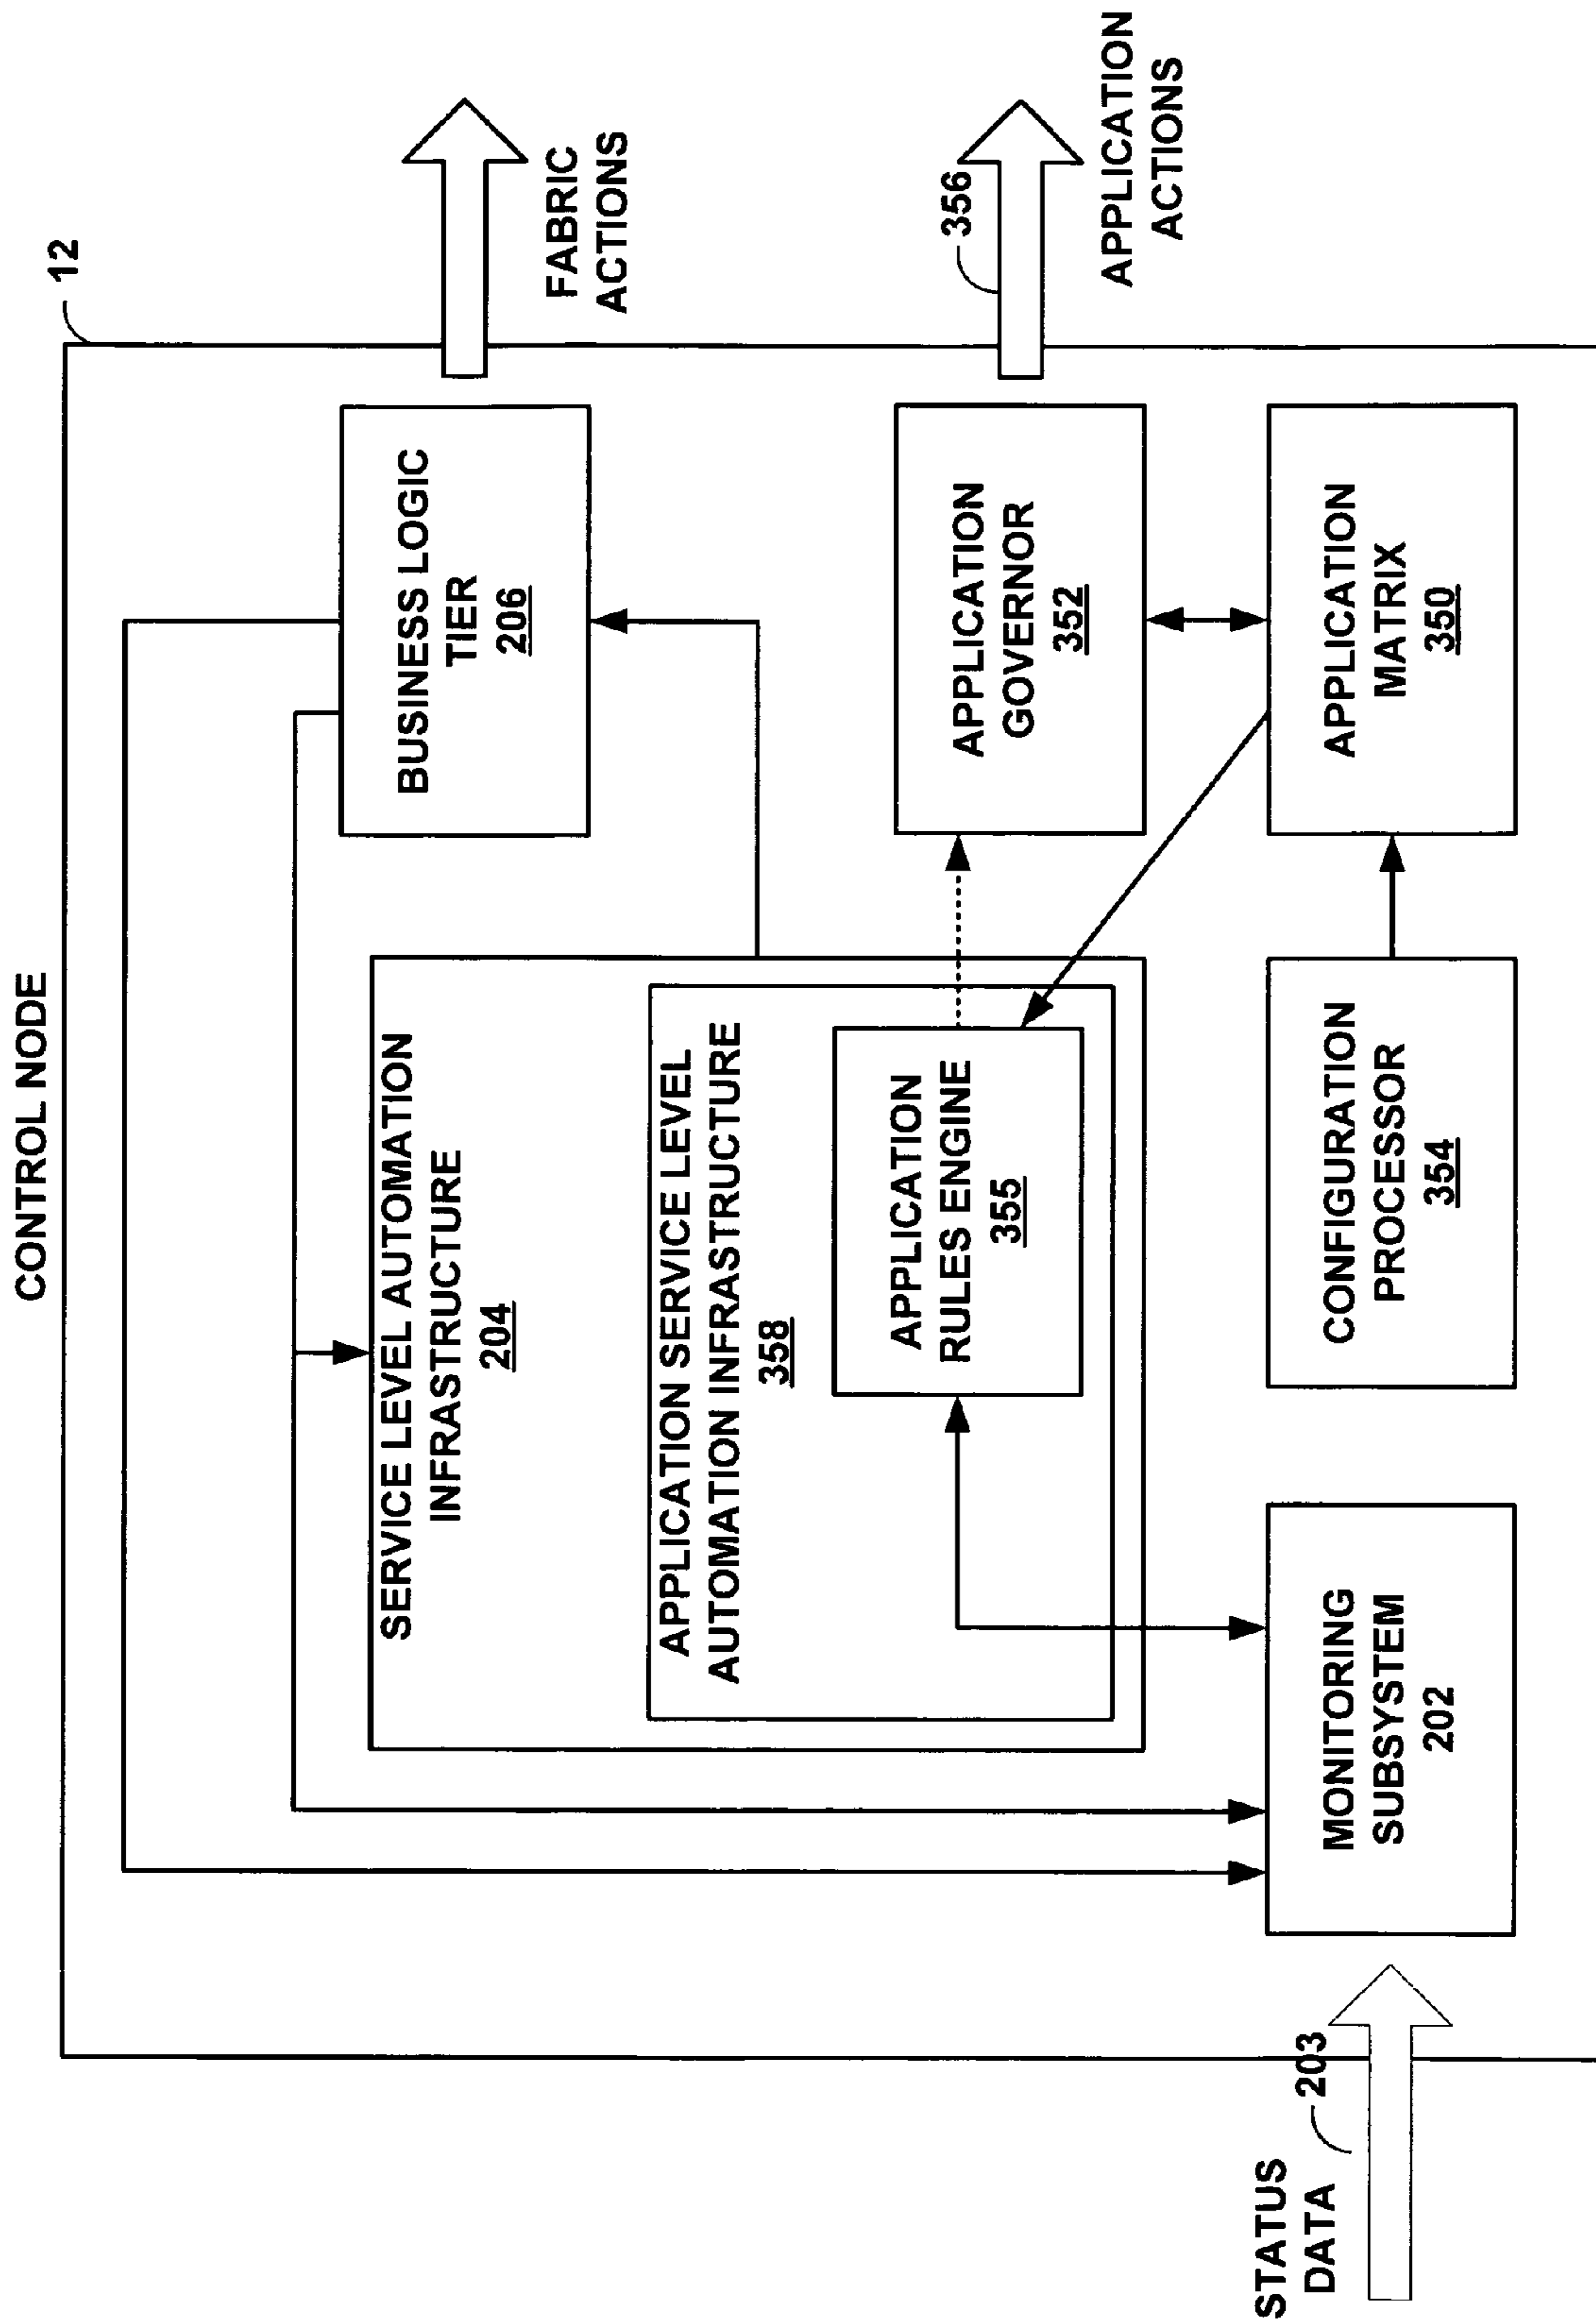 CONTROL NODE
12
SERVICE LEVEL AUTOMATION
INFRASTRUCTURE
204
BUSINESS LOGIC
TIER
206
FABRIC
ACTIONS
APPLICATION SERVICE LEVEL
AUTOMATION INFRASTRUCTURE
358
APPLICATION
RULES ENGINE
355
APPLICATION
GOVERNOR
352
356
APPLICATION
ACTIONS
STATUS
DATA
203
MONITORING
SUBSYSTEM
202
CONFIGURATION
PROCESSOR
354
APPLICATION
MATRIX
350